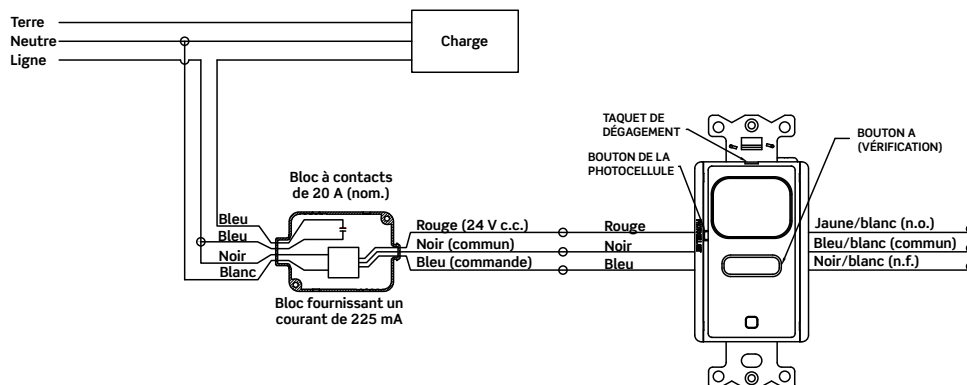 Terre
Neutre
Ligne
Charge
TAQUET DE
DÉGAGEMENT
BOUTON DE LA
PHOTOCELLULE
BOUTON A
(VÉRIFICATION)
Bloc à contacts
de 20 A (nom.)
Bleu
Bleu
Noir
Blanc
Bloc fournissant un
courant de 225 mA
Rouge (24 V c.c.)
Noir (commun)
Bleu (commande)
Rouge
Noir
Bleu
Jaune/blanc (n.o.)
Bleu/blanc (commun)
Noir/blanc (n.f.)